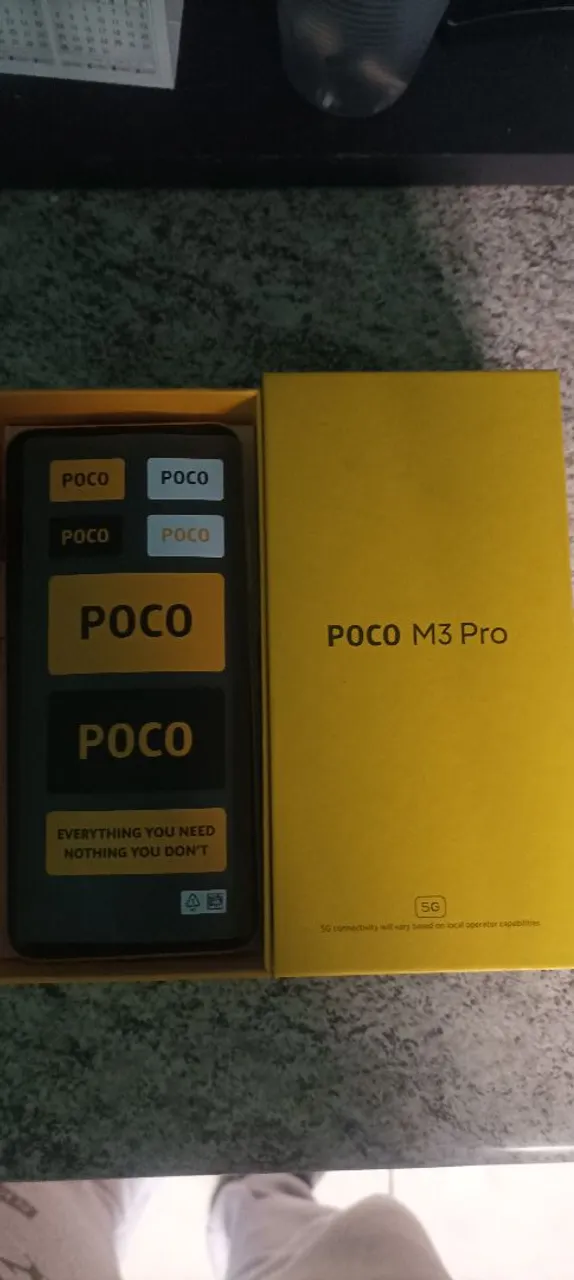 POCO
POCO
POCO
POCO
POCO
POCO
EVERYTHING YOU NEED
NOTHING YOU DON'T
POCO M3 Pro
5G
5G connectivity will vary based on local operator capabilities